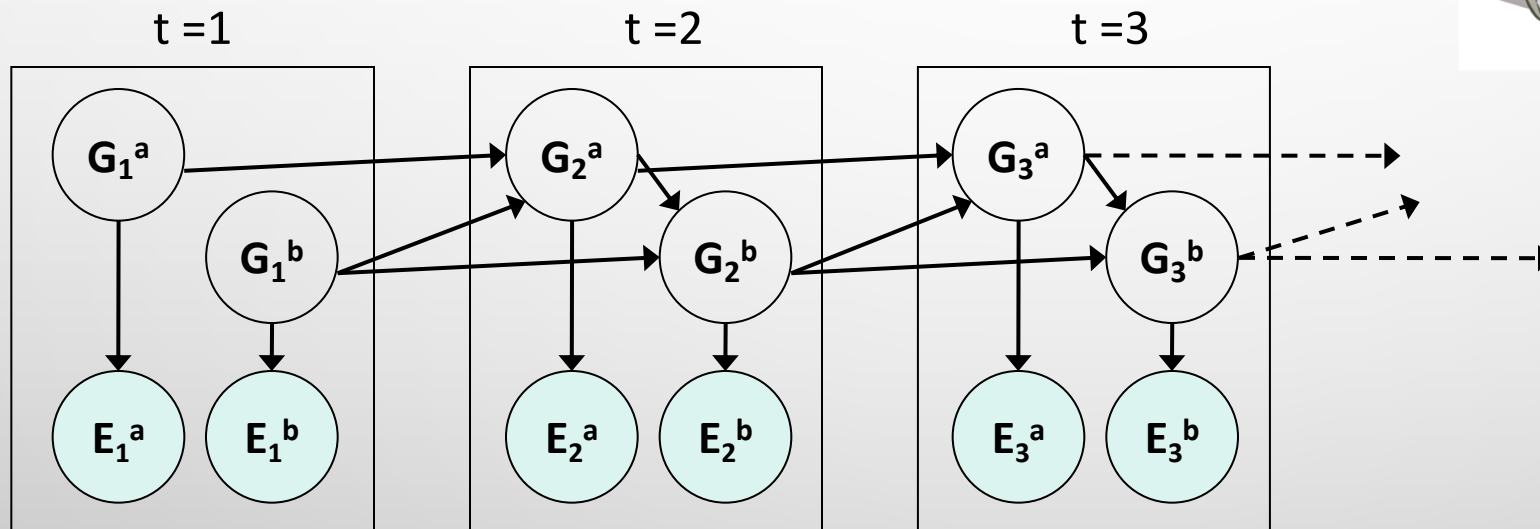 t =1 t =2 t =3
G₁ᵃ G₂ᵃ G₃ᵃ
G₁ᵇ G₂ᵇ G₃ᵇ
E₁ᵃ E₁ᵇ E₂ᵃ E₂ᵇ E₃ᵃ E₃ᵇ